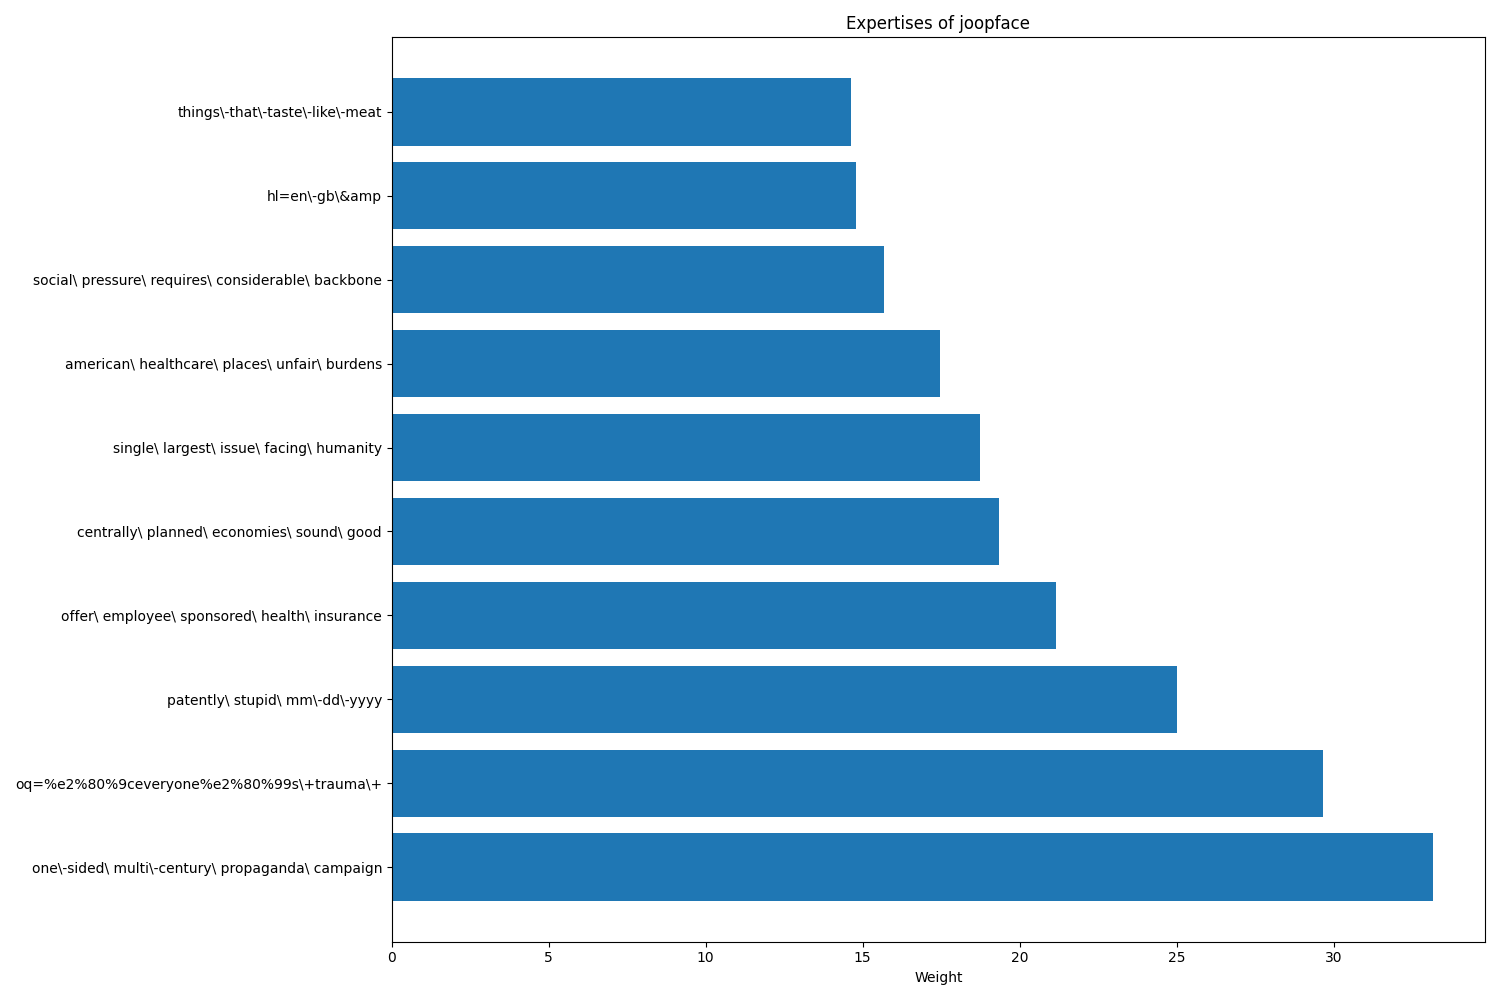 Expertises of joopface
things\-that\-taste\-like\-meat
hl=en\-gb\&amp
social\ pressure\ requires\ considerable\ backbone
american\ healthcare\ places\ unfair\ burdens
single\ largest\ issue\ facing\ humanity
centrally\ planned\ economies\ sound\ good
offer\ employee\ sponsored\ health\ insurance
patently\ stupid\ mm\-dd\-yyyy
oq=%e2%80%9ceveryone%e2%80%99s\+trauma\+
one\-sided\ multi\-century\ propaganda\ campaign
0 5 10 15 20 25 30
Weight